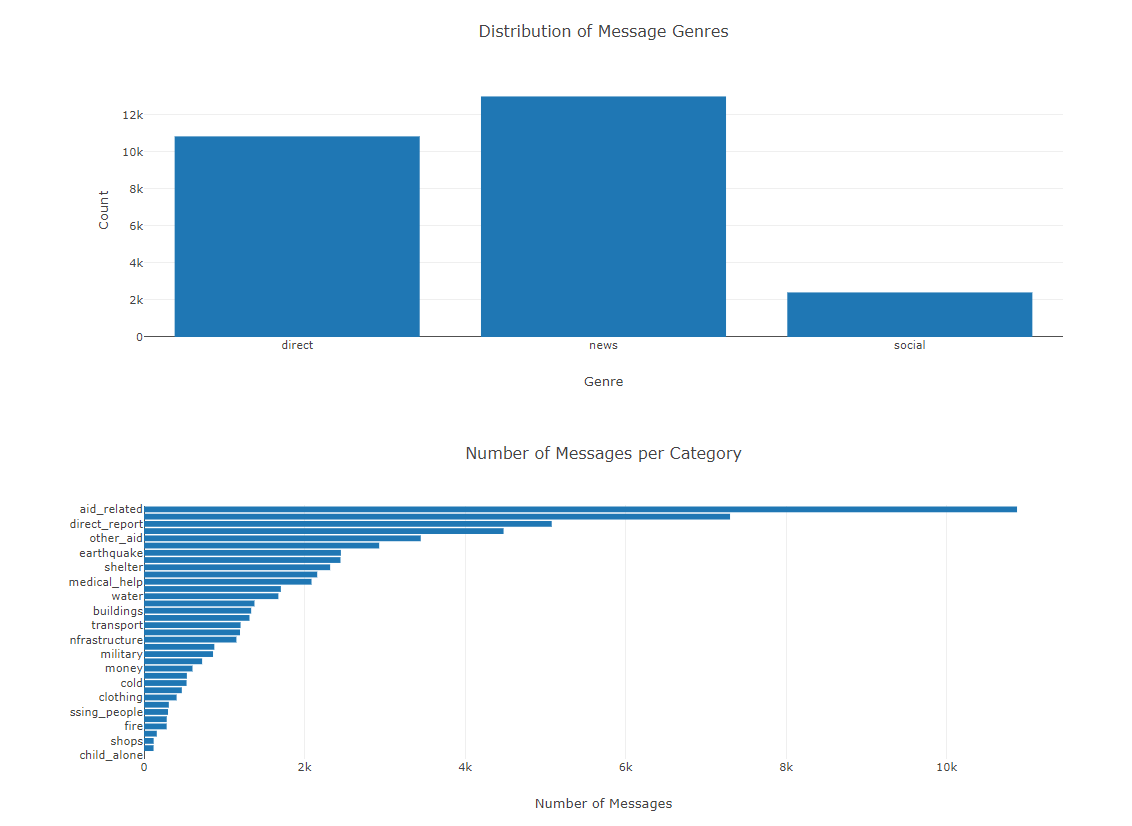 Distribution of Message Genres
12k
10k
8k
6k
4k
2k
0
Count
direct news social
Genre
Number of Messages per Category
aid_related
direct_report
other_aid
earthquake
shelter
medical_help
water
buildings
transport
nfrastructure
military
money
cold
clothing
ssing_people
fire
shops
child_alone
0 2k 4k 6k 8k 10k
Number of Messages